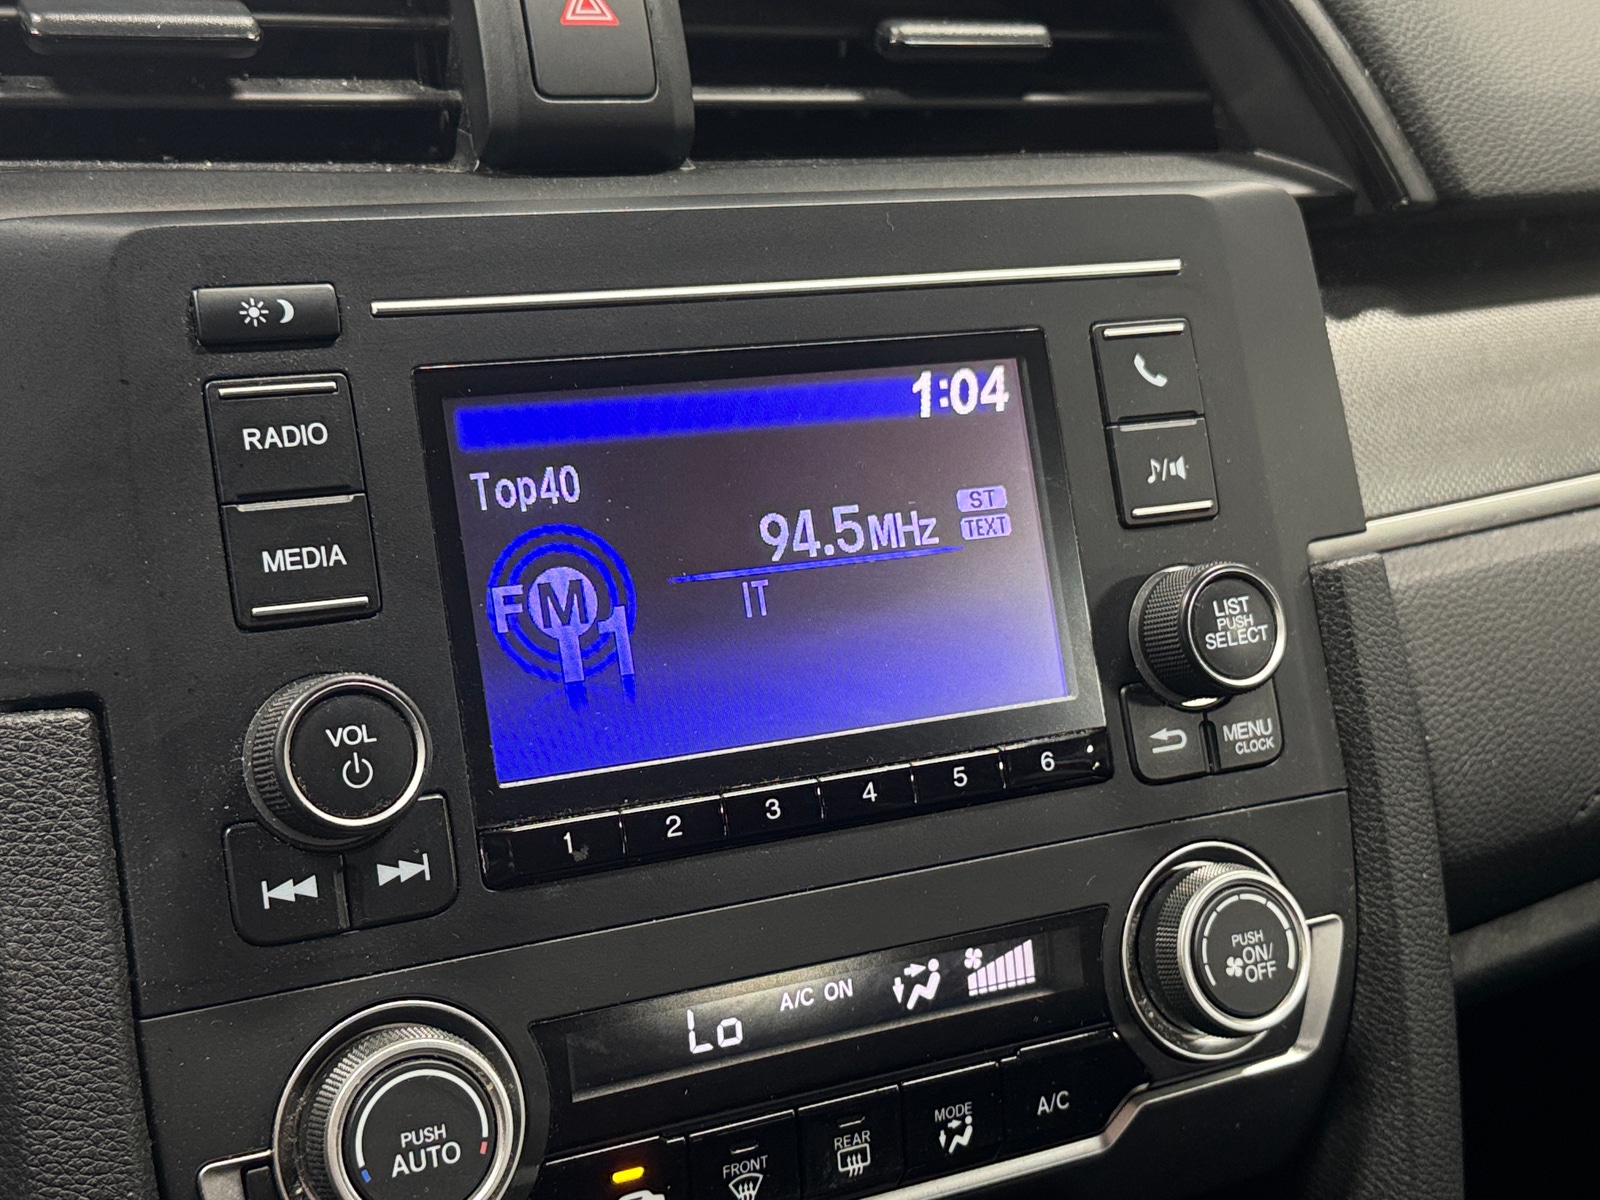 1:04
RADIO
Top40
94.5MHz
ST
TEXT
MEDIA
IT
FM1
LIST
PUSH
SELECT
VOL
MENU
CLOCK
1 2 3 4 5 6
PUSH
ON/
OFF
Lo
A/C ON
PUSH
AUTO
FRONT
REAR
MODE
A/C